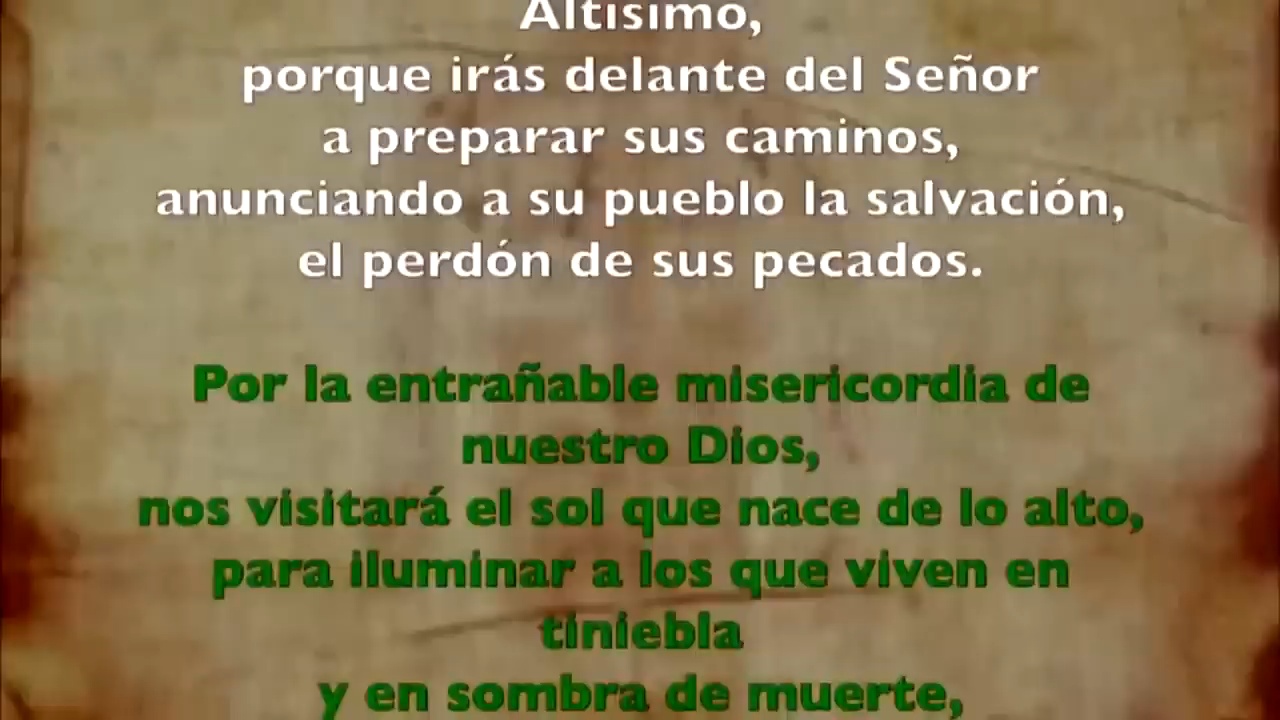 Altísimo,
porque irás delante del Señor
a preparar sus caminos,
anunciando a su pueblo la salvación,
el perdón de sus pecados.
Por la entrañable misericordia de
nuestro Dios,
nos visitará el sol que nace de lo alto,
para iluminar a los que viven en
tiniebla
y en sombra de muerte,